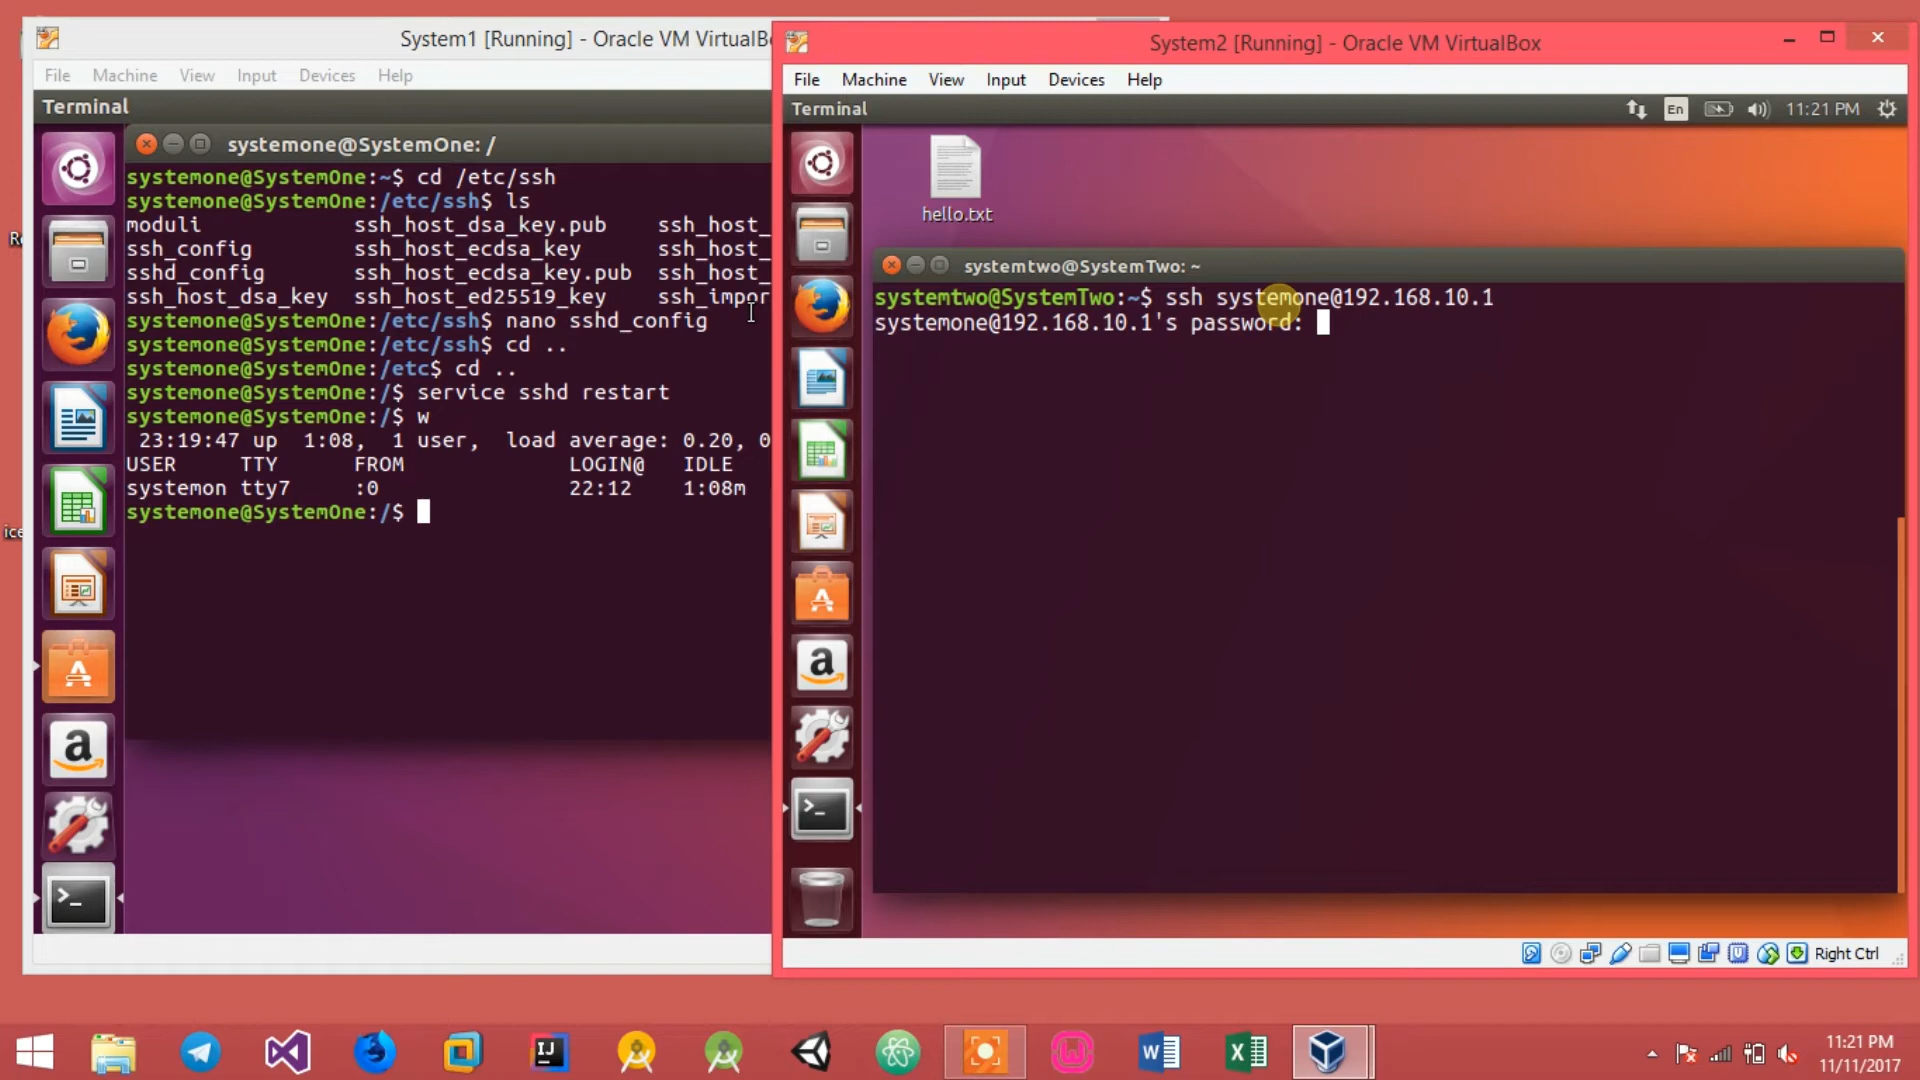 System1 [Running] - Oracle VM VirtualB
File Machine View Input Devices Help
Terminal
systemone@SystemOne: /
systemone@SystemOne:~$ cd /etc/ssh
systemone@SystemOne:/etc/ssh$ ls
moduli ssh_host_dsa_key.pub ssh_host_
ssh_config ssh_host_ecdsa_key ssh_host_
sshd_config ssh_host_ecdsa_key.pub ssh_host_
ssh_host_dsa_key ssh_host_ed25519_key ssh_impor
systemone@SystemOne:/etc/ssh$ nano sshd_config
systemone@SystemOne:/etc/ssh$ cd ..
systemone@SystemOne:/etc$ cd ..
systemone@SystemOne:/$ service sshd restart
systemone@SystemOne:/$ w
23:19:47 up 1:08, 1 user, load average: 0.20, 0
USER TTY FROM LOGIN@ IDLE
systemon tty7 :0 22:12 1:08m
systemone@SystemOne:/$
System2 [Running] - Oracle VM VirtualBox
File Machine View Input Devices Help
Terminal
En
11:21 PM
hello.txt
systemtwo@SystemTwo: ~
systemtwo@SystemTwo:~$ ssh systemone@192.168.10.1
systemone@192.168.10.1's password:
Right Ctrl
11:21 PM
11/11/2017